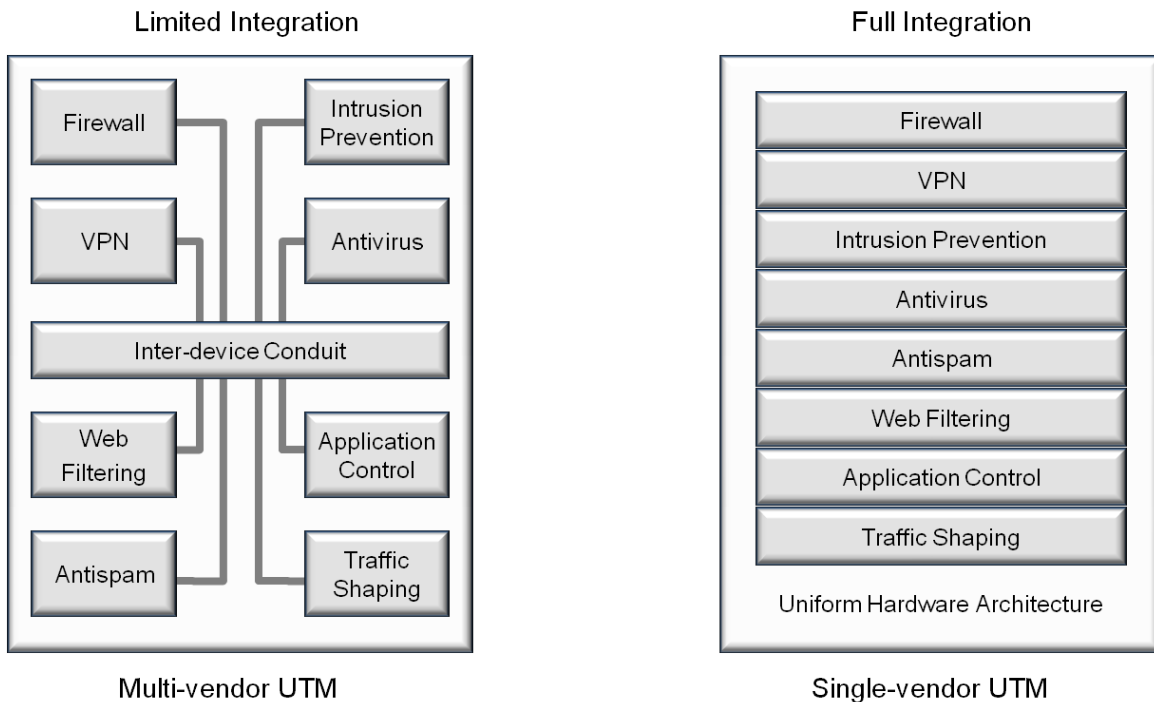 Limited Integration
Firewall
Intrusion
Prevention
VPN
Antivirus
Inter-device Conduit
Web
Filtering
Application
Control
Antispam
Traffic
Shaping
Multi-vendor UTM
Full Integration
Firewall
VPN
Intrusion Prevention
Antivirus
Antispam
Web Filtering
Application Control
Traffic Shaping
Uniform Hardware Architecture
Single-vendor UTM